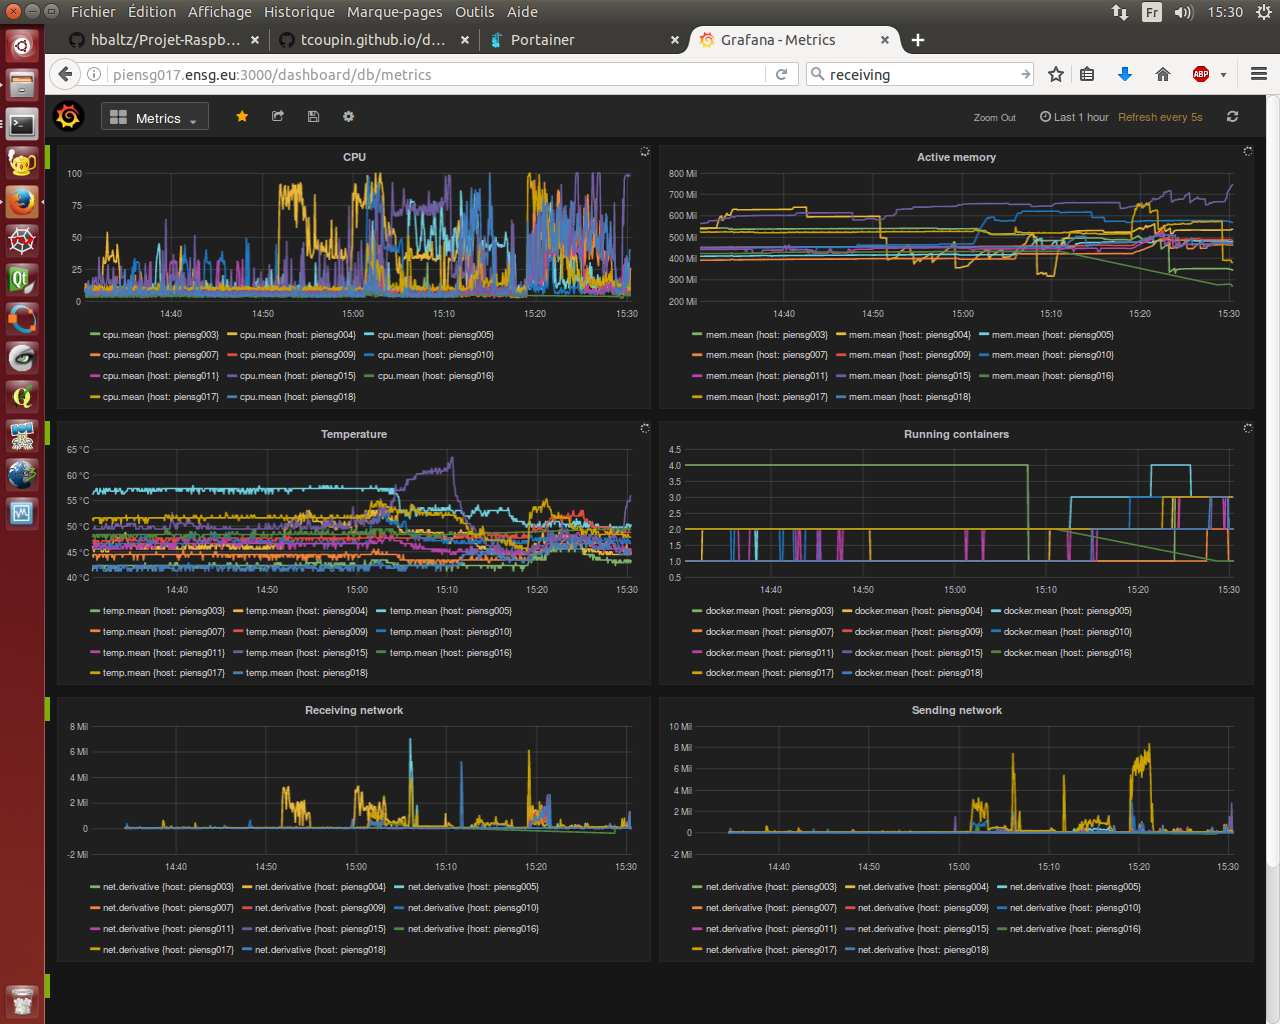 Fichier Édition Affichage Historique Marque-pages Outils Aide Fr 15:30
hbaltz/Projet-Raspb... tcoupin.github.io/d... Portainer Grafana - Metrics
piensg017.ensg.eu:3000/dashboard/db/metrics receiving ABP
Metrics Zoom Out Last 1 hour Refresh every 5s
CPU
100
75
50
25
0
14:40 14:50 15:00 15:10 15:20 15:30
cpu.mean {host: piensg003} cpu.mean {host: piensg004} cpu.mean {host: piensg005}
cpu.mean {host: piensg007} cpu.mean {host: piensg009} cpu.mean {host: piensg010}
cpu.mean {host: piensg011} cpu.mean {host: piensg015} cpu.mean {host: piensg016}
cpu.mean {host: piensg017} cpu.mean {host: piensg018}
Active memory
800 Mil
700 Mil
600 Mil
500 Mil
400 Mil
300 Mil
200 Mil
14:40 14:50 15:00 15:10 15:20 15:30
mem.mean {host: piensg003} mem.mean {host: piensg004} mem.mean {host: piensg005}
mem.mean {host: piensg007} mem.mean {host: piensg009} mem.mean {host: piensg010}
mem.mean {host: piensg011} mem.mean {host: piensg015} mem.mean {host: piensg016}
mem.mean {host: piensg017} mem.mean {host: piensg018}
Temperature
65 °C
60 °C
55 °C
50 °C
45 °C
40 °C
14:40 14:50 15:00 15:10 15:20 15:30
temp.mean {host: piensg003} temp.mean {host: piensg004} temp.mean {host: piensg005}
temp.mean {host: piensg007} temp.mean {host: piensg009} temp.mean {host: piensg010}
temp.mean {host: piensg011} temp.mean {host: piensg015} temp.mean {host: piensg016}
temp.mean {host: piensg017} temp.mean {host: piensg018}
Running containers
4.5
4.0
3.5
3.0
2.5
2.0
1.5
1.0
0.5
14:40 14:50 15:00 15:10 15:20 15:30
docker.mean {host: piensg003} docker.mean {host: piensg004} docker.mean {host: piensg005}
docker.mean {host: piensg007} docker.mean {host: piensg009} docker.mean {host: piensg010}
docker.mean {host: piensg011} docker.mean {host: piensg015} docker.mean {host: piensg016}
docker.mean {host: piensg017} docker.mean {host: piensg018}
Receiving network
8 Mil
6 Mil
4 Mil
2 Mil
0
-2 Mil
14:40 14:50 15:00 15:10 15:20 15:30
net.derivative {host: piensg003} net.derivative {host: piensg004} net.derivative {host: piensg005}
net.derivative {host: piensg007} net.derivative {host: piensg009} net.derivative {host: piensg010}
net.derivative {host: piensg011} net.derivative {host: piensg015} net.derivative {host: piensg016}
net.derivative {host: piensg017} net.derivative {host: piensg018}
Sending network
10 Mil
8 Mil
6 Mil
4 Mil
2 Mil
0
-2 Mil
14:40 14:50 15:00 15:10 15:20 15:30
net.derivative {host: piensg003} net.derivative {host: piensg004} net.derivative {host: piensg005}
net.derivative {host: piensg007} net.derivative {host: piensg009} net.derivative {host: piensg010}
net.derivative {host: piensg011} net.derivative {host: piensg015} net.derivative {host: piensg016}
net.derivative {host: piensg017} net.derivative {host: piensg018}